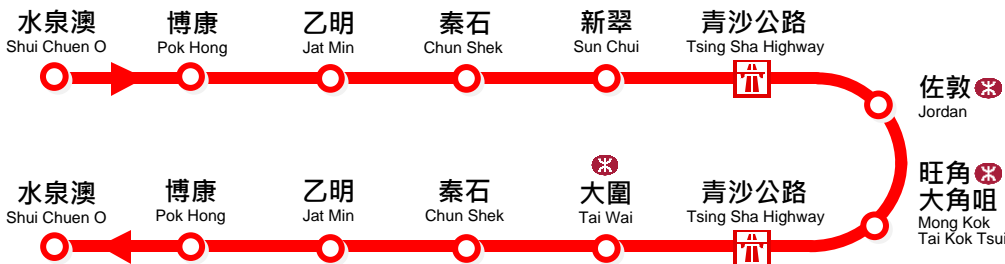 水泉澳
Shui Chuen O
博康
Pok Hong
乙明
Jat Min
秦石
Chun Shek
新翠
Sun Chui
青沙公路
Tsing Sha Highway
佐敦
Jordan
旺角
大角咀
Mong Kok
Tai Kok Tsui
水泉澳
Shui Chuen O
博康
Pok Hong
乙明
Jat Min
秦石
Chun Shek
大圍
Tai Wai
青沙公路
Tsing Sha Highway